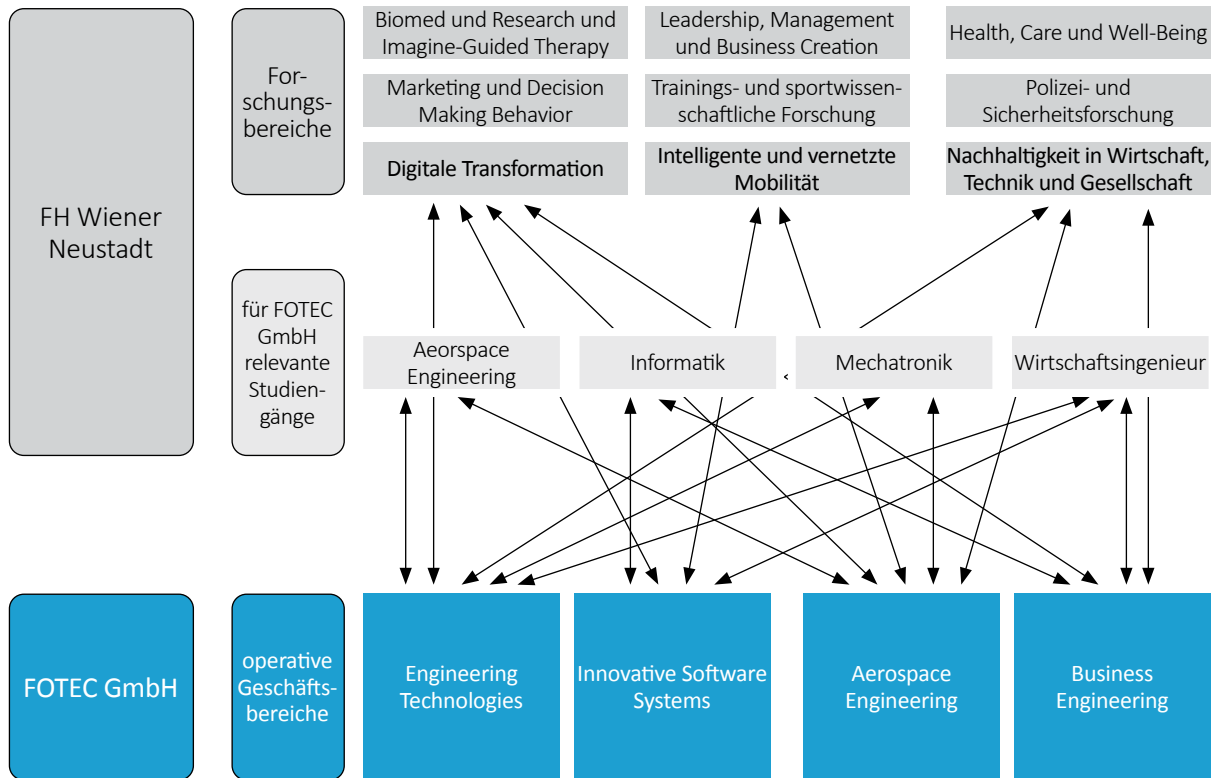 FH Wiener
Neustadt
For-
schungs-
bereiche
Biomed und Research und
Imagine-Guided Therapy
Leadership, Management
und Business Creation
Health, Care und Well-Being
Marketing und Decision
Making Behavior
Trainings- und sportwissen-
schaftliche Forschung
Polizei- und
Sicherheitsforschung
Digitale Transformation
Intelligente und vernetzte
Mobilität
Nachhaltigkeit in Wirtschaft,
Technik und Gesellschaft
für FOTEC
GmbH
relevante
Studien-
gänge
Aeorspace
Engineering
Informatik
Mechatronik
Wirtschaftsingenieur
FOTEC GmbH
operative
Geschäfts-
bereiche
Engineering
Technologies
Innovative Software
Systems
Aerospace
Engineering
Business
Engineering